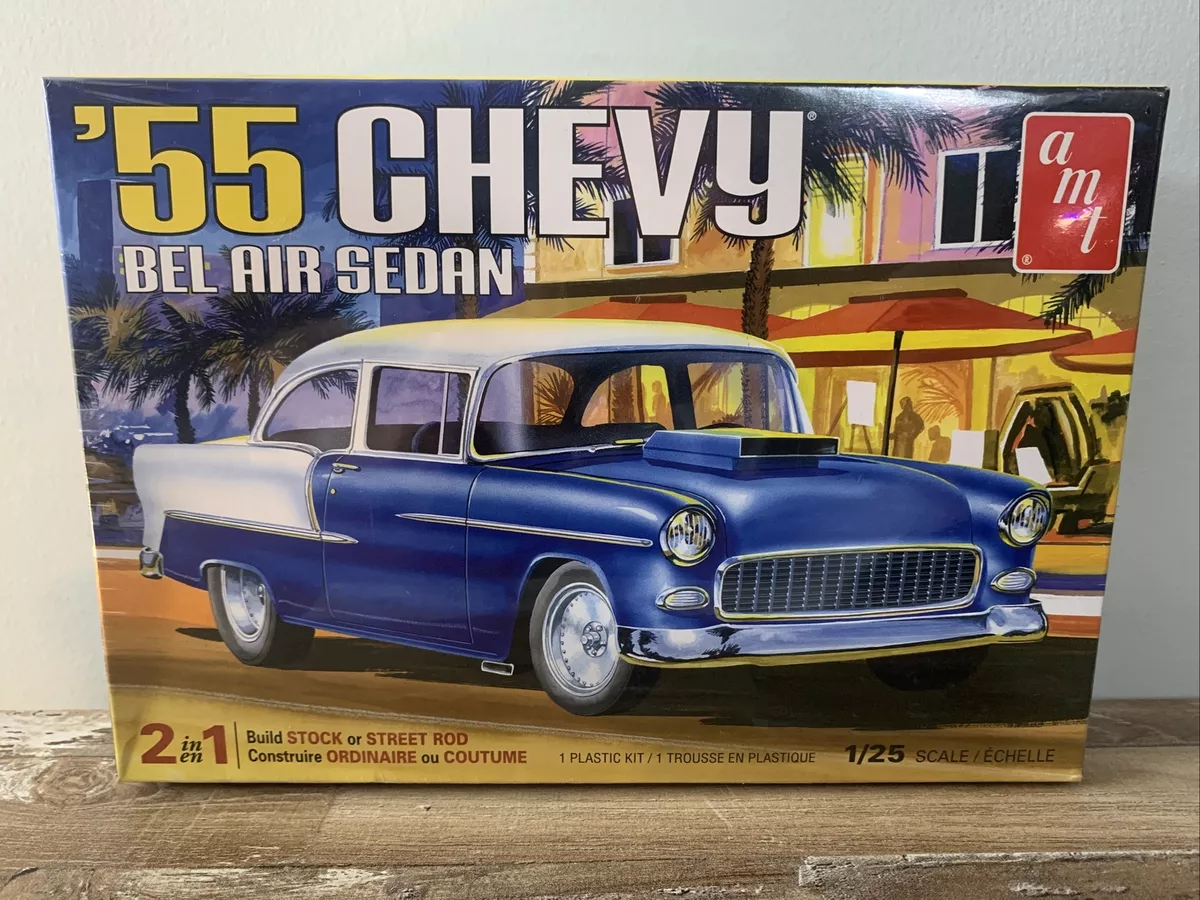 '55 CHEVY®
BEL AIR SEDAN
amt®
2 in en 1
Build STOCK or STREET ROD
Construire ORDINAIRE ou COUTUME
1 PLASTIC KIT / 1 TROUSSE EN PLASTIQUE
1/25 SCALE / ÉCHELLE